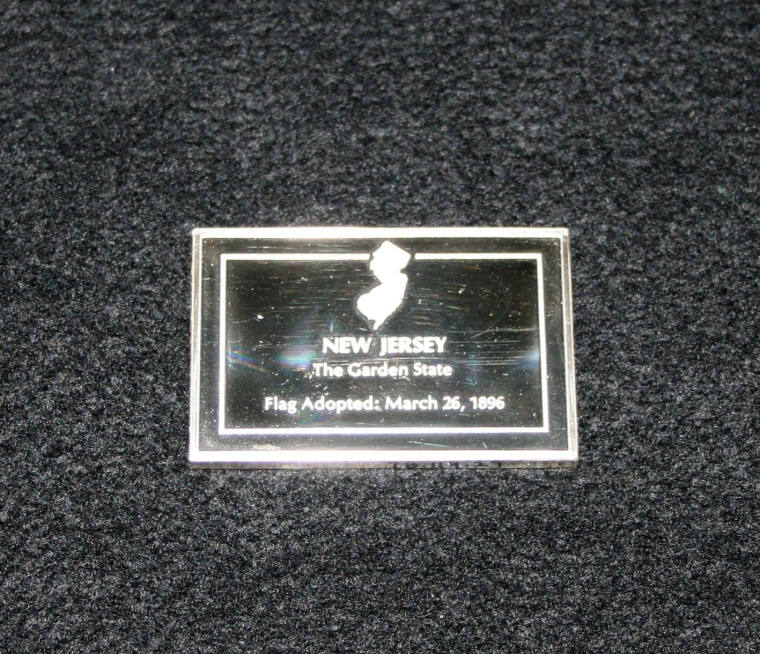 NEW JERSEY
The Garden State
Flag Adopted: March 26, 1896